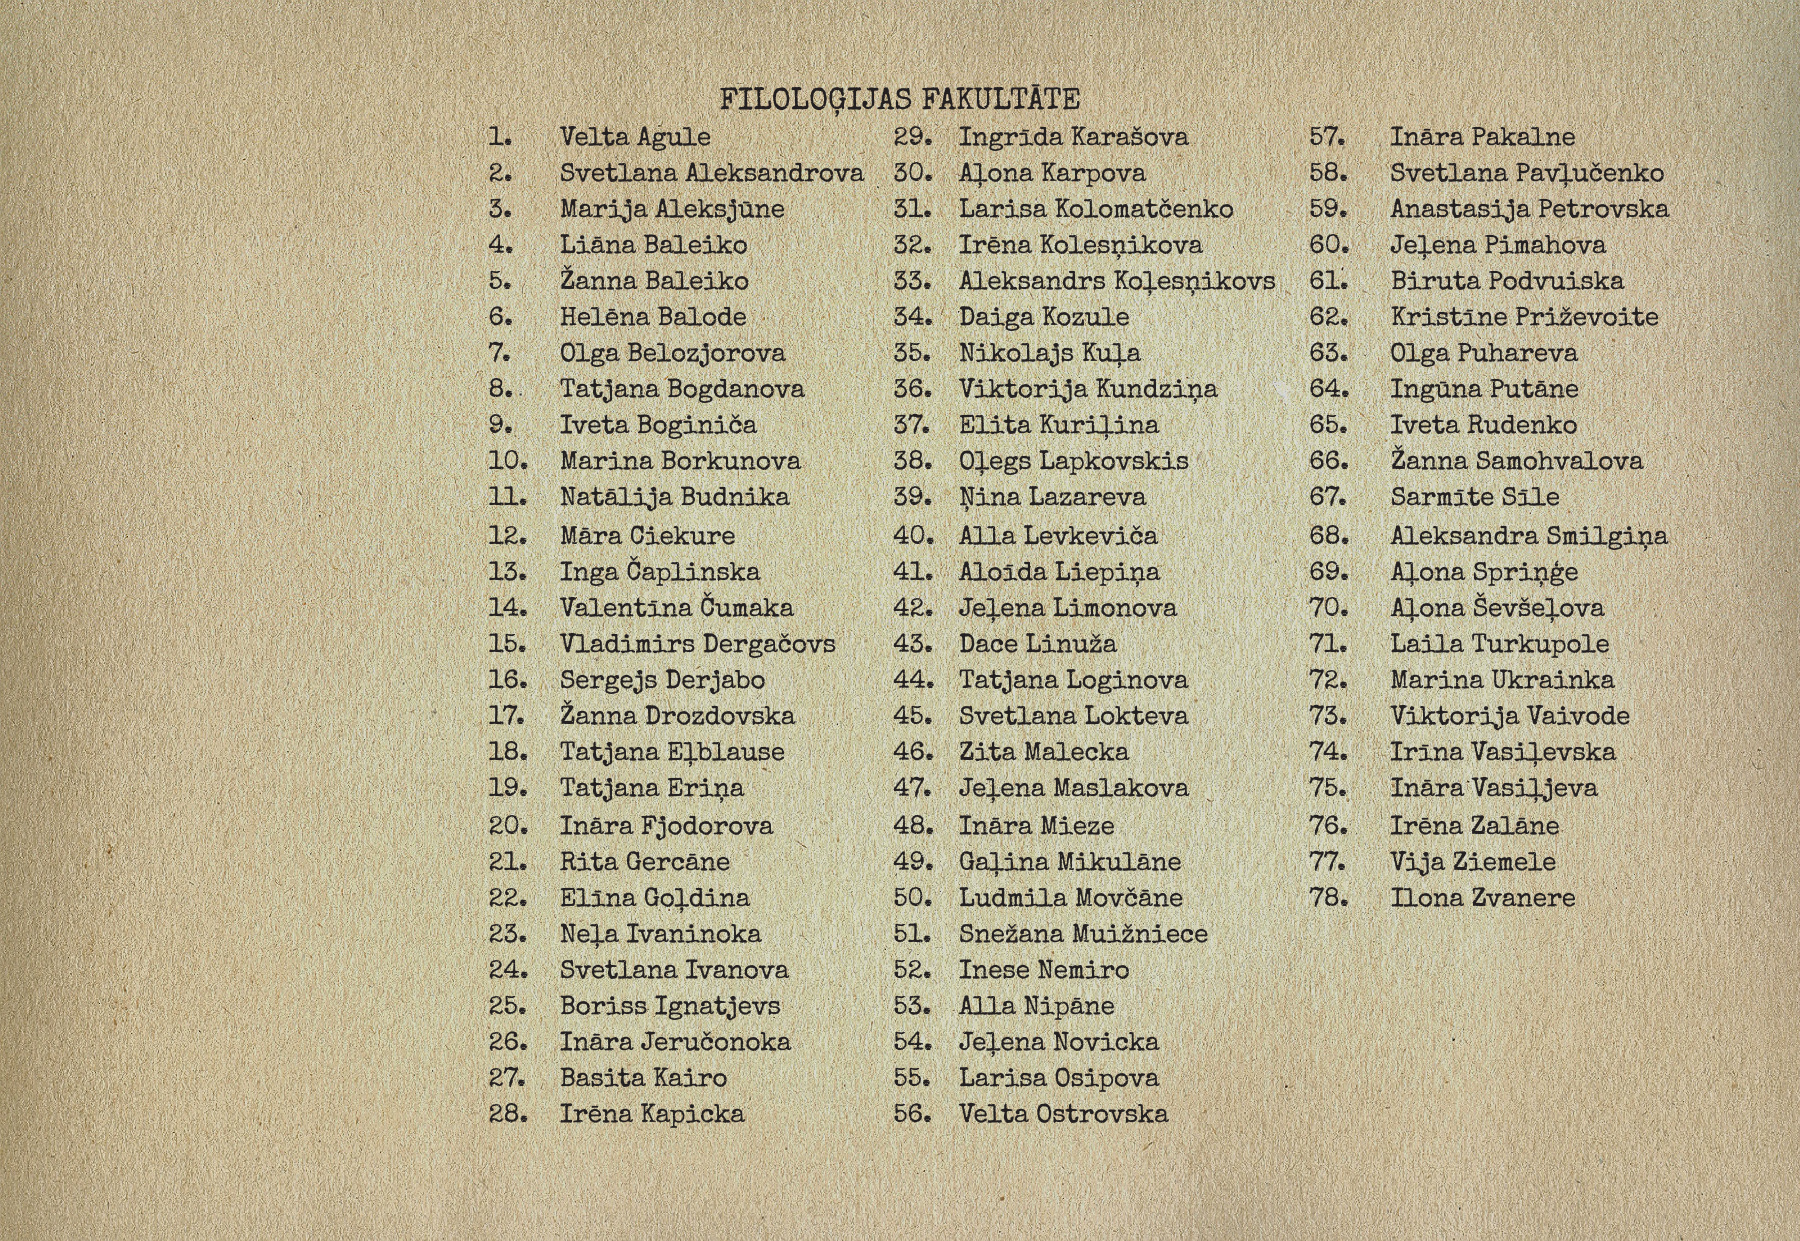 FILOLOĢIJAS FAKULTĀTE
1. Velta Agule
2. Svetlana Aleksandrova
3. Marija Aleksjūne
4. Liāna Baleiko
5. Žanna Baleiko
6. Helēna Balode
7. Olga Belozjorova
8. Tatjana Bogdanova
9. Iveta Boginiča
10. Marina Borkunova
11. Natālija Budnika
12. Māra Ciekure
13. Inga Čaplinska
14. Valentīna Čumaka
15. Vladimirs Dergačovs
16. Sergejs Derjabo
17. Žanna Drozdovska
18. Tatjana Eļblause
19. Tatjana Eriņa
20. Ināra Fjodorova
21. Rita Gercāne
22. Elīna Goļdina
23. Neļa Ivaninoka
24. Svetlana Ivanova
25. Boriss Ignatjevs
26. Ināra Jeručonoka
27. Basita Kairo
28. Irēna Kapicka
29. Ingrīda Karašova
30. Aļona Karpova
31. Larisa Kolomatčenko
32. Irēna Kolesņikova
33. Aleksandrs Koļesņikovs
34. Daiga Kozule
35. Nikolajs Kuļa
36. Viktorija Kundziņa
37. Elita Kuriļina
38. Oļegs Lapkovskis
39. Ņina Lazareva
40. Alla Levkeviča
41. Aloīda Liepiņa
42. Jeļena Limonova
43. Dace Linuža
44. Tatjana Loginova
45. Svetlana Lokteva
46. Zita Malecka
47. Jeļena Maslakova
48. Ināra Mieze
49. Gaļina Mikulāne
50. Ludmila Movčāne
51. Snežana Muižniece
52. Inese Nemiro
53. Alla Nipāne
54. Jeļena Novicka
55. Larisa Osipova
56. Velta Ostrovska
57. Ināra Pakalne
58. Svetlana Pavļučenko
59. Anastasija Petrovska
60. Jeļena Pimahova
61. Biruta Podvuiska
62. Kristīne Priževoite
63. Olga Puhareva
64. Ingūna Putāne
65. Iveta Rudenko
66. Žanna Samohvalova
67. Sarmīte Sīle
68. Aleksandra Smilgiņa
69. Aļona Spriņģe
70. Aļona Ševšeļova
71. Laila Turkupole
72. Marina Ukrainka
73. Viktorija Vaivode
74. Irīna Vasiļevska
75. Ināra Vasiļjeva
76. Irēna Zalāne
77. Vija Ziemele
78. Ilona Zvanere